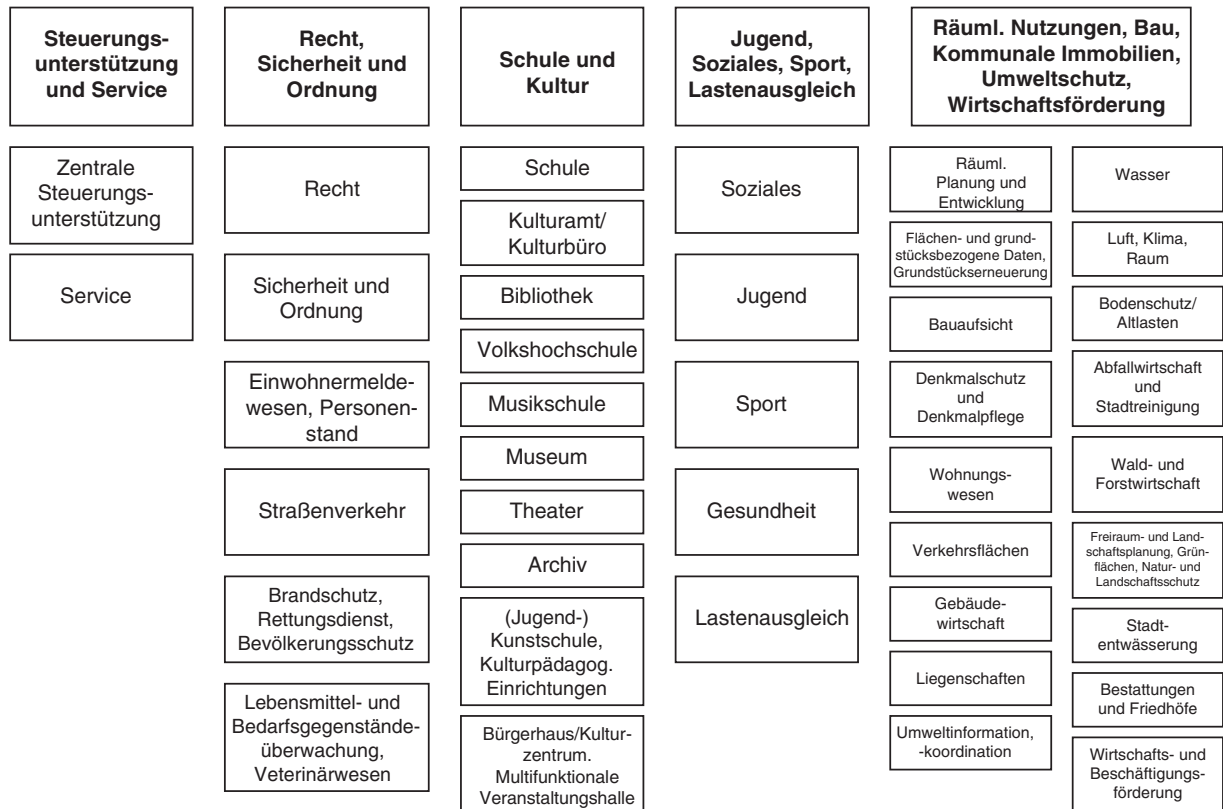 Steuerungs-
unterstützung
und Service
Recht,
Sicherheit und
Ordnung
Schule und
Kultur
Jugend,
Soziales, Sport,
Lastenausgleich
Räuml. Nutzungen, Bau,
Kommunale Immobilien,
Umweltschutz,
Wirtschaftsförderung
Zentrale
Steuerungs-
unterstützung
Service
Recht
Sicherheit und
Ordnung
Einwohnermelde-
wesen, Personen-
stand
Straßenverkehr
Brandschutz,
Rettungsdienst,
Bevölkerungsschutz
Lebensmittel- und
Bedarfsgegenstände-
überwachung,
Veterinärwesen
Schule
Kulturamt/
Kulturbüro
Bibliothek
Volkshochschule
Musikschule
Museum
Theater
Archiv
(Jugend-)
Kunstschule,
Kulturpädagog.
Einrichtungen
Bürgerhaus/Kultur-
zentrum.
Multifunktionale
Veranstaltungshalle
Soziales
Jugend
Sport
Gesundheit
Lastenausgleich
Räuml.
Planung und
Entwicklung
Flächen- und grund-
stücksbezogene Daten,
Grundstückserneuerung
Bauaufsicht
Denkmalschutz
und
Denkmalpflege
Wohnungs-
wesen
Verkehrsflächen
Gebäude-
wirtschaft
Liegenschaften
Umweltinformation,
-koordination
Wasser
Luft, Klima,
Raum
Bodenschutz/
Altlasten
Abfallwirtschaft
und
Stadtreinigung
Wald- und
Forstwirtschaft
Freiraum- und Land-
schaftsplanung, Grün-
flächen, Natur- und
Landschaftsschutz
Stadt-
entwässerung
Bestattungen
und Friedhöfe
Wirtschafts- und
Beschäftigungs-
förderung